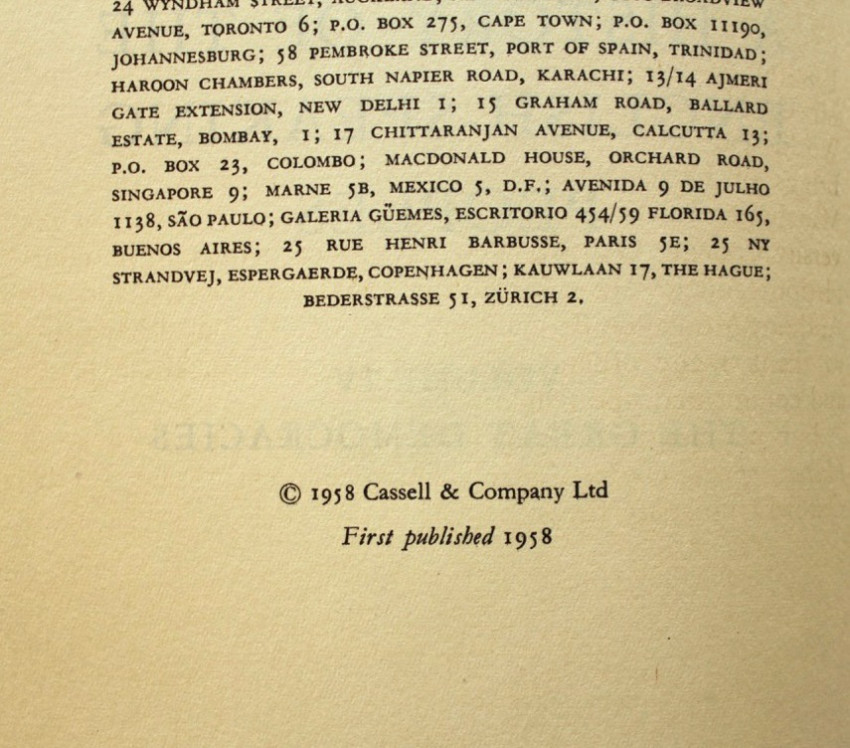 24 WYNDHAM STREET, AUCKLAND, BROADVIEW
AVENUE, TORONTO 6; P.O. BOX 275, CAPE TOWN; P.O. BOX 11190,
JOHANNESBURG; 58 PEMBROKE STREET, PORT OF SPAIN, TRINIDAD;
HAROON CHAMBERS, SOUTH NAPIER ROAD, KARACHI; 13/14 AJMERI
GATE EXTENSION, NEW DELHI 1; 15 GRAHAM ROAD, BALLARD
ESTATE, BOMBAY, 1; 17 CHITTARANJAN AVENUE, CALCUTTA 13;
P.O. BOX 23, COLOMBO; MACDONALD HOUSE, ORCHARD ROAD,
SINGAPORE 9; MARNE 5B, MEXICO 5, D.F.; AVENIDA 9 DE JULHO
1138, SÃO PAULO; GALERIA GÜEMES, ESCRITORIO 454/59 FLORIDA 165,
BUENOS AIRES; 25 RUE HENRI BARBUSSE, PARIS 5E; 25 NY
STRANDVEJ, ESPERGAERDE, COPENHAGEN; KAUWLAAN 17, THE HAGUE;
BEDERSTRASSE 51, ZÜRICH 2.
© 1958 Cassell & Company Ltd
First published 1958